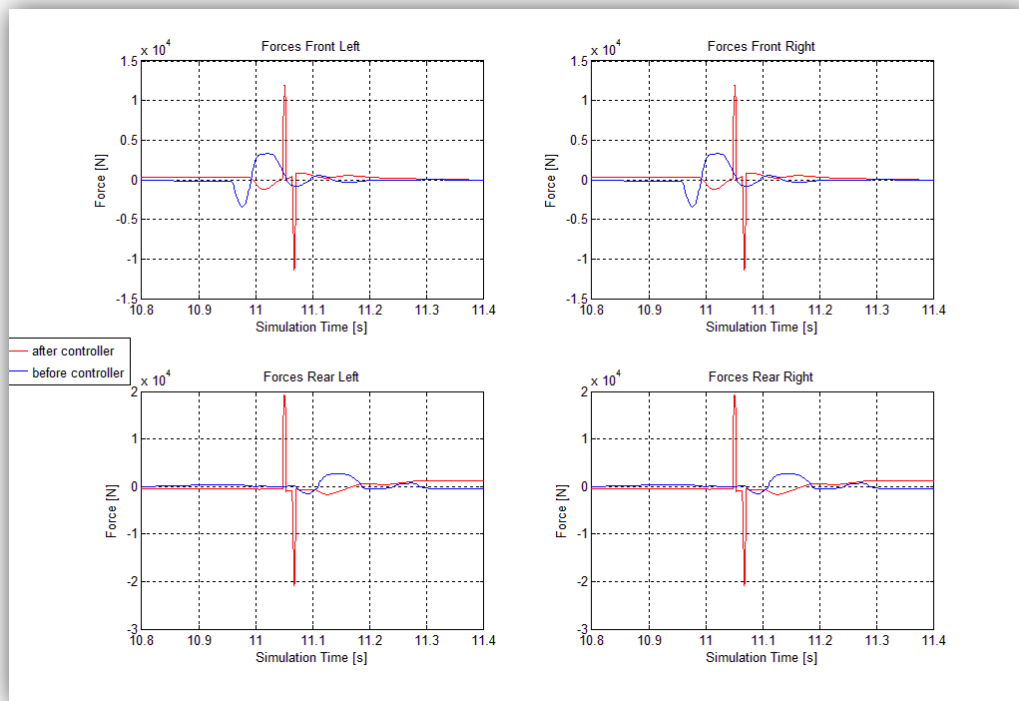 Forces Front Left
x 10^4
1.5
1
0.5
0
-0.5
-1
-1.5
Force [N]
10.8 10.9 11 11.1 11.2 11.3 11.4
Simulation Time [s]
Forces Front Right
x 10^4
1.5
1
0.5
0
-0.5
-1
-1.5
Force [N]
10.8 10.9 11 11.1 11.2 11.3 11.4
Simulation Time [s]
after controller
before controller
Forces Rear Left
x 10^4
2
1
0
-1
-2
-3
Force [N]
10.8 10.9 11 11.1 11.2 11.3 11.4
Simulation Time [s]
Forces Rear Right
x 10^4
2
1
0
-1
-2
-3
Force [N]
10.8 10.9 11 11.1 11.2 11.3 11.4
Simulation Time [s]